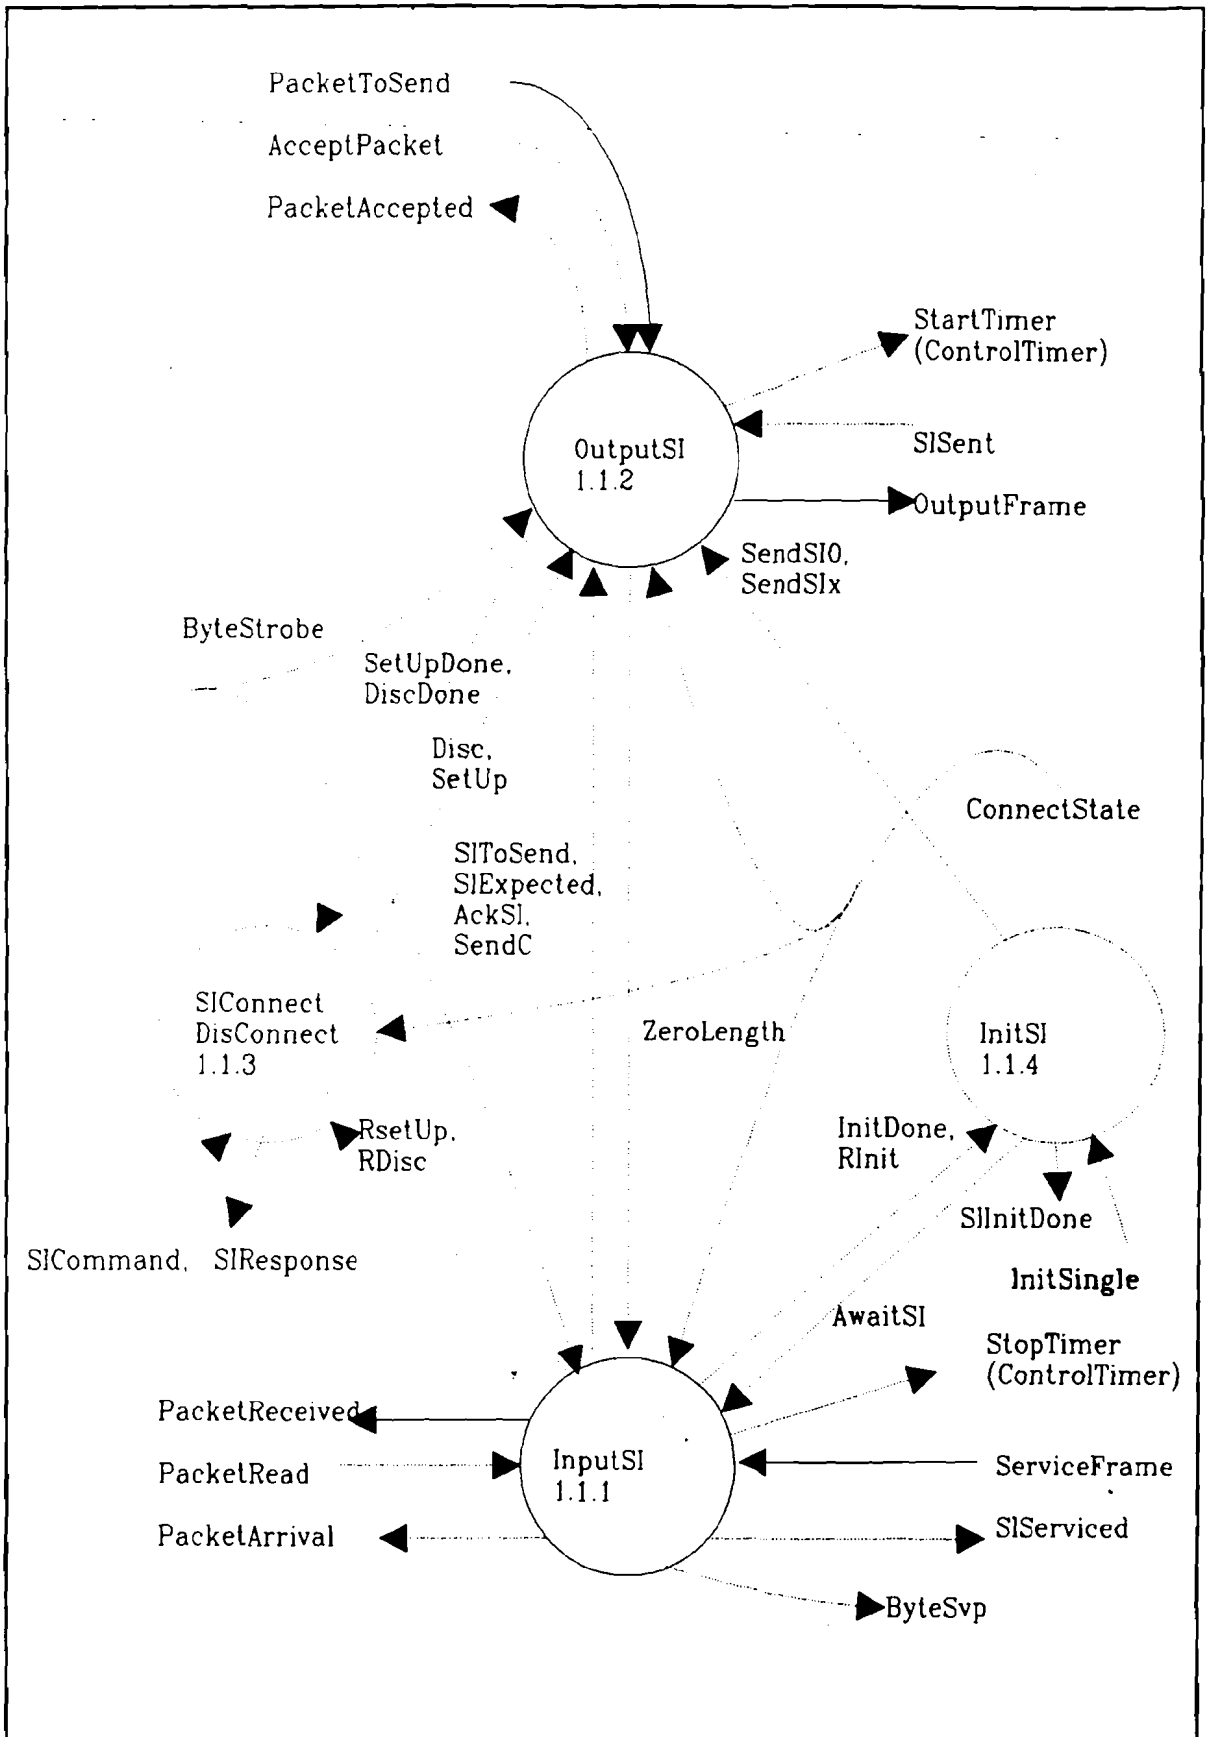 PacketToSend
AcceptPacket
PacketAccepted
StartTimer
(ControlTimer)
SISent
OutputSI
1.1.2
OutputFrame
SendSI0,
SendSIx
ByteStrobe
SetUpDone,
DiscDone
Disc,
SetUp
ConnectState
SIToSend,
SIExpected,
AckSI,
SendC
SIConnect
DisConnect
1.1.3
ZeroLength
InitSI
1.1.4
RsetUp,
RDisc
InitDone,
RInit
SIInitDone
SICommand, SIResponse
InitSingle
AwaitSI
StopTimer
(ControlTimer)
PacketReceived
InputSI
1.1.1
PacketRead
ServiceFrame
PacketArrival
SIServiced
ByteSvp